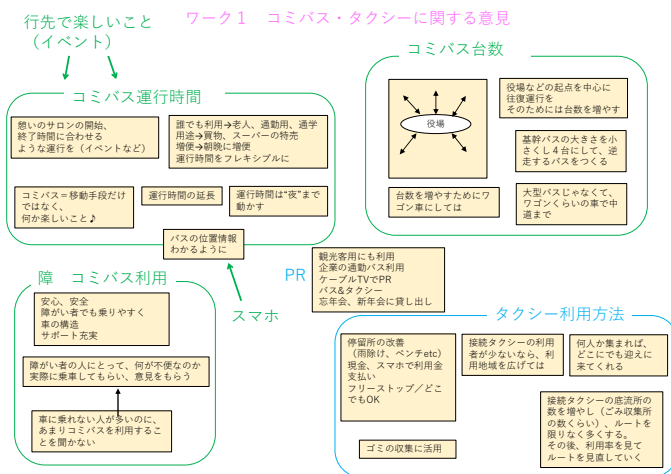 ワーク１　コミバス・タクシーに関する意見
行先で楽しいこと
（イベント）
コミバス運行時間
憩いのサロンの開始、
終了時間に合わせる
ような運行を（イベントなど）
誰でも利用→老人、通勤用、通学
用途→買物、スーパーの特売
増便→朝晩に増便
運行時間をフレキシブルに
コミバス＝移動手段だけ
ではなく、
何か楽しいこと♪
運行時間の延長
運行時間は“夜”まで
動かす
バスの位置情報
わかるように
スマホ
コミバス台数
役場
役場などの起点を中心に
往復運行を
そのためには台数を増やす
基幹バスの大きさを小
さくし４台にして、逆
走するバスをつくる
台数を増やすためにワ
ゴン車にしては
大型バスじゃなくて、
ワゴンくらいの車で中
道まで
PR
観光客用にも利用
企業の通勤バス利用
ケーブルTVでPR
バス&タクシー
忘年会、新年会に貸し出し
障　コミバス利用
安心、安全
障がい者でも乗りやすく
車の構造
サポート充実
障がい者の人にとって、何が不便なのか
実際に乗車してもらい、意見をもらう
車に乗れない人が多いのに、
あまりコミバスを利用するこ
とを聞かない
タクシー利用方法
停留所の改善
（雨除け、ベンチetc）
現金、スマホで利用金
支払い
フリーストップ／どこ
でもOK
接続タクシーの利用
者が少ないなら、利
用地域を広げては
何人か集まれば、
どこにでも迎えに
来てくれる
ゴミの収集に活用
接続タクシーの底流所の
数を増やし（ごみ収集所
の数くらい）、ルートを
限りなく多くする。
その後、利用率を見て
ルートを見直していく